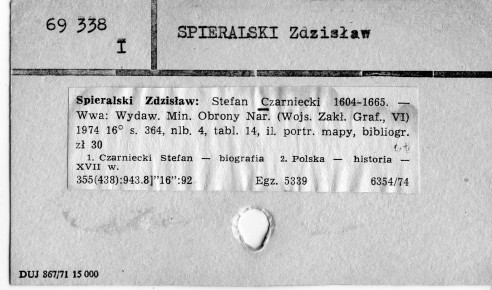 69 338
I
SPIERALSKI Zdzisław
Spieralski Zdzisław: Stefan Czarniecki 1604-1665. —
Wwa: Wydaw. Min. Obrony Nar. (Wojs. Zakł. Graf., VI)
1974 16° s. 364, nlb. 4, tabl. 14, il. portr. mapy, bibliogr.
zł 30
1. Czarniecki Stefan — biografia 2. Polska — historia —
XVII w.
355(438):943.8]"16":92 Egz. 5339 6354/74
DUJ 867/71 15 000